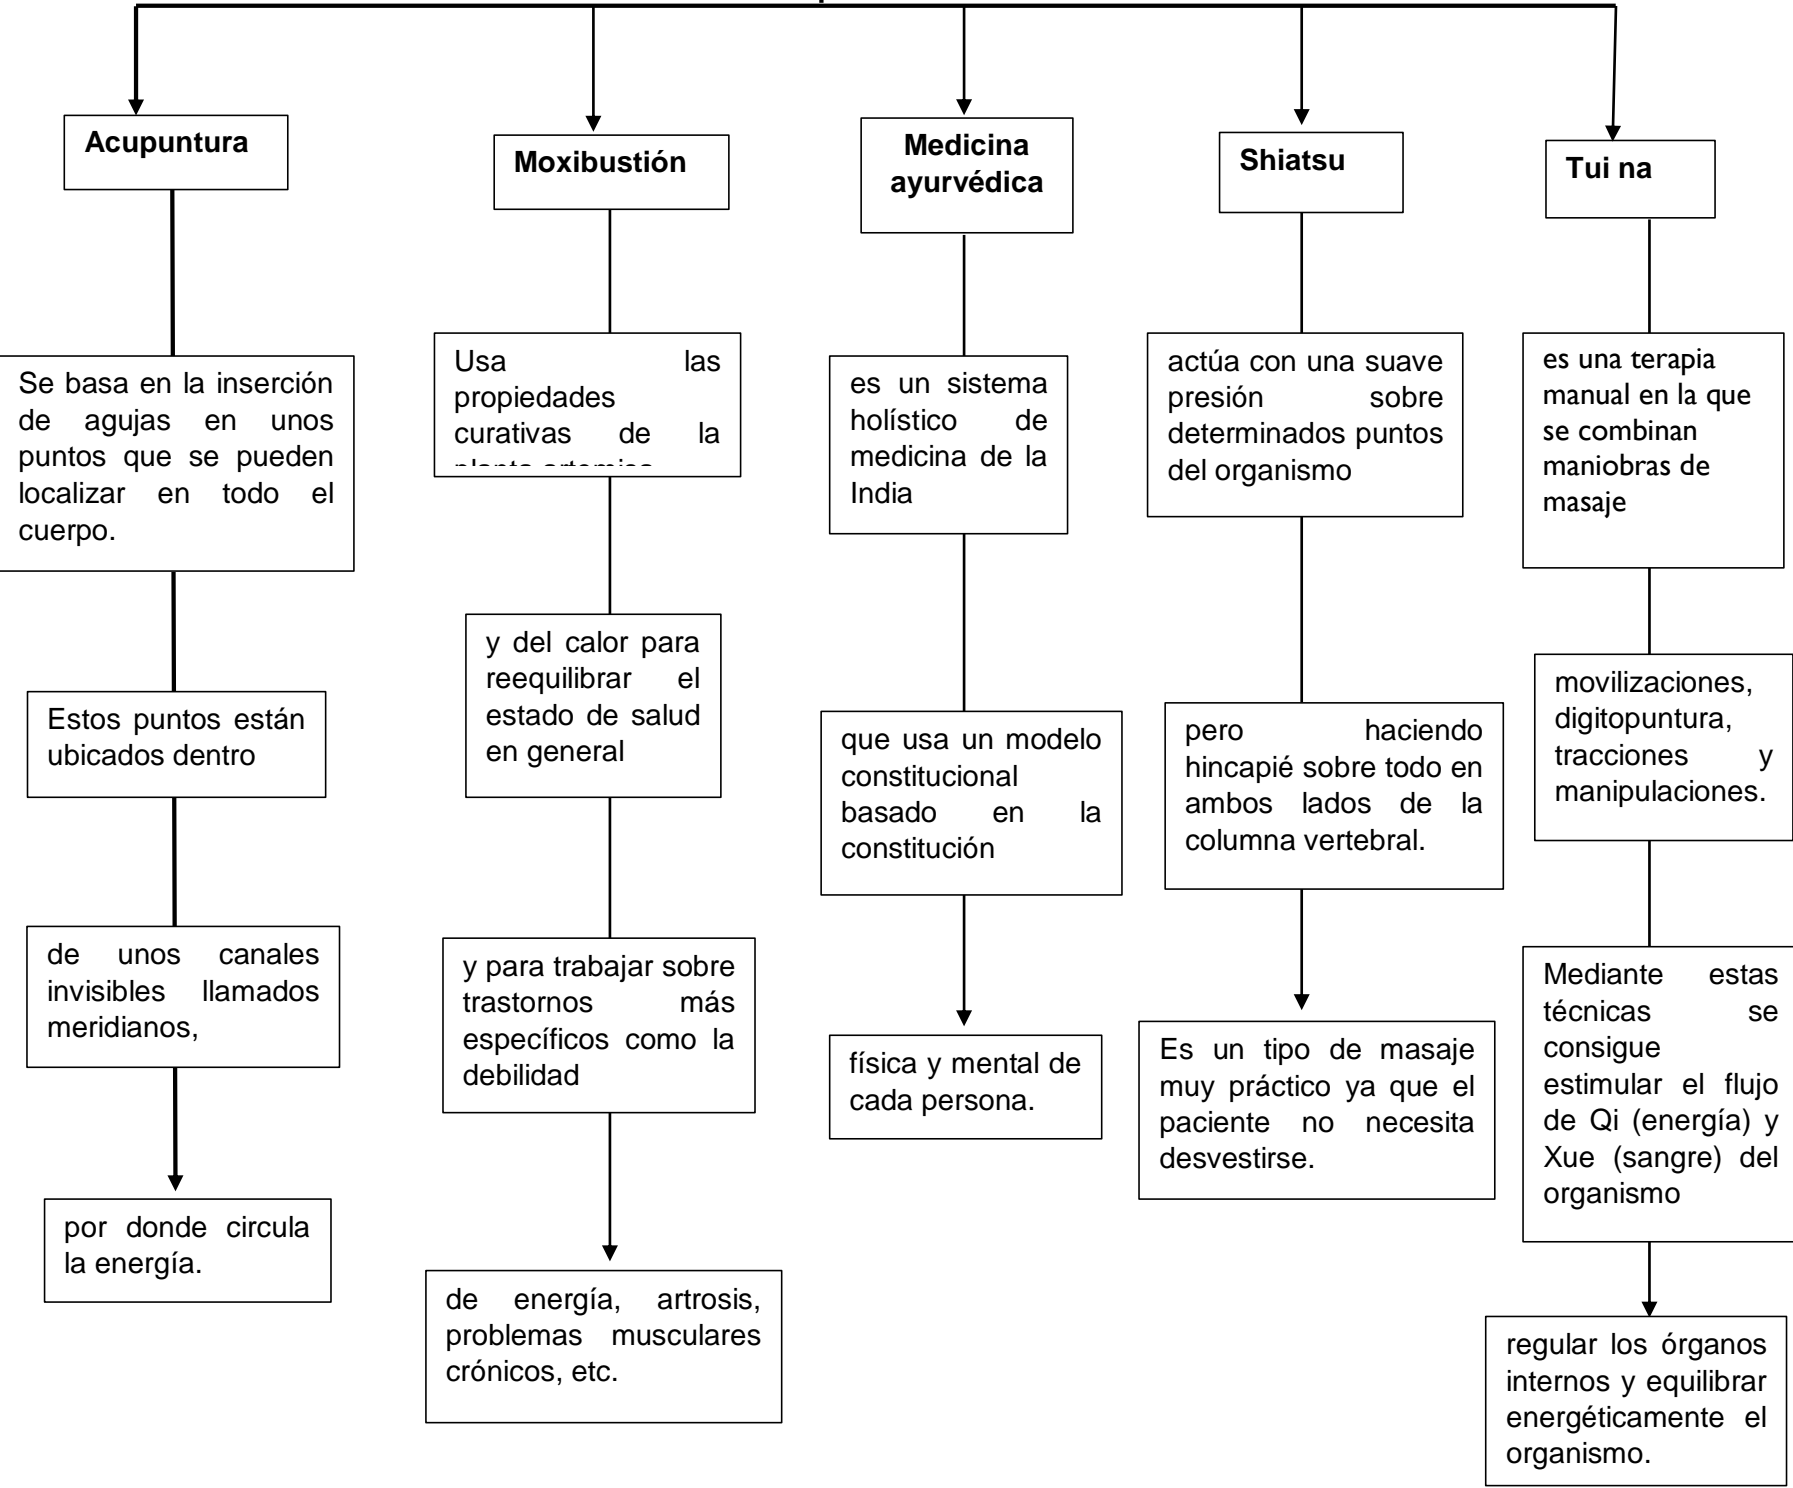 Acupuntura
Se basa en la inserción
de agujas en unos
puntos que se pueden
localizar en todo el
cuerpo.
Estos puntos están
ubicados dentro
de unos canales
invisibles llamados
meridianos,
por donde circula
la energía.
Moxibustión
Usa las
propiedades
curativas de la
y del calor para
reequilibrar el
estado de salud
en general
y para trabajar sobre
trastornos más
específicos como la
debilidad
de energía, artrosis,
problemas musculares
crónicos, etc.
Medicina
ayurvédica
es un sistema
holístico de
medicina de la
India
que usa un modelo
constitucional
basado en la
constitución
física y mental de
cada persona.
Shiatsu
actúa con una suave
presión sobre
determinados puntos
del organismo
pero haciendo
hincapié sobre todo en
ambos lados de la
columna vertebral.
Es un tipo de masaje
muy práctico ya que el
paciente no necesita
desvestirse.
Tui na
es una terapia
manual en la que
se combinan
maniobras de
masaje
movilizaciones,
digitopuntura,
tracciones y
manipulaciones.
Mediante estas
técnicas se
consigue
estimular el flujo
de Qi (energía) y
Xue (sangre) del
organismo
regular los órganos
internos y equilibrar
energéticamente el
organismo.